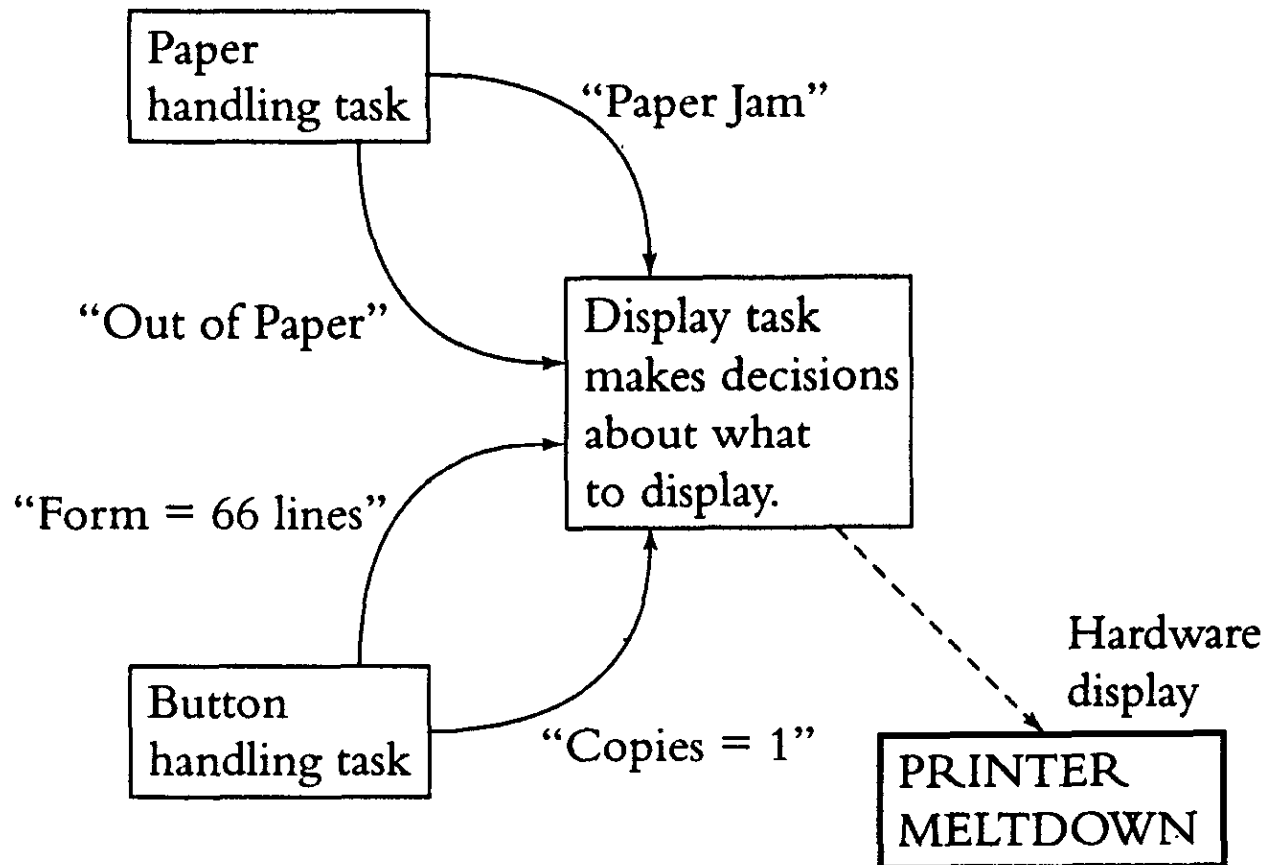 Paper
handling task
“Paper Jam”
“Out of Paper”
Display task
makes decisions
about what
to display.
“Form = 66 lines”
Button
handling task
“Copies = 1”
Hardware
display
PRINTER
MELTDOWN